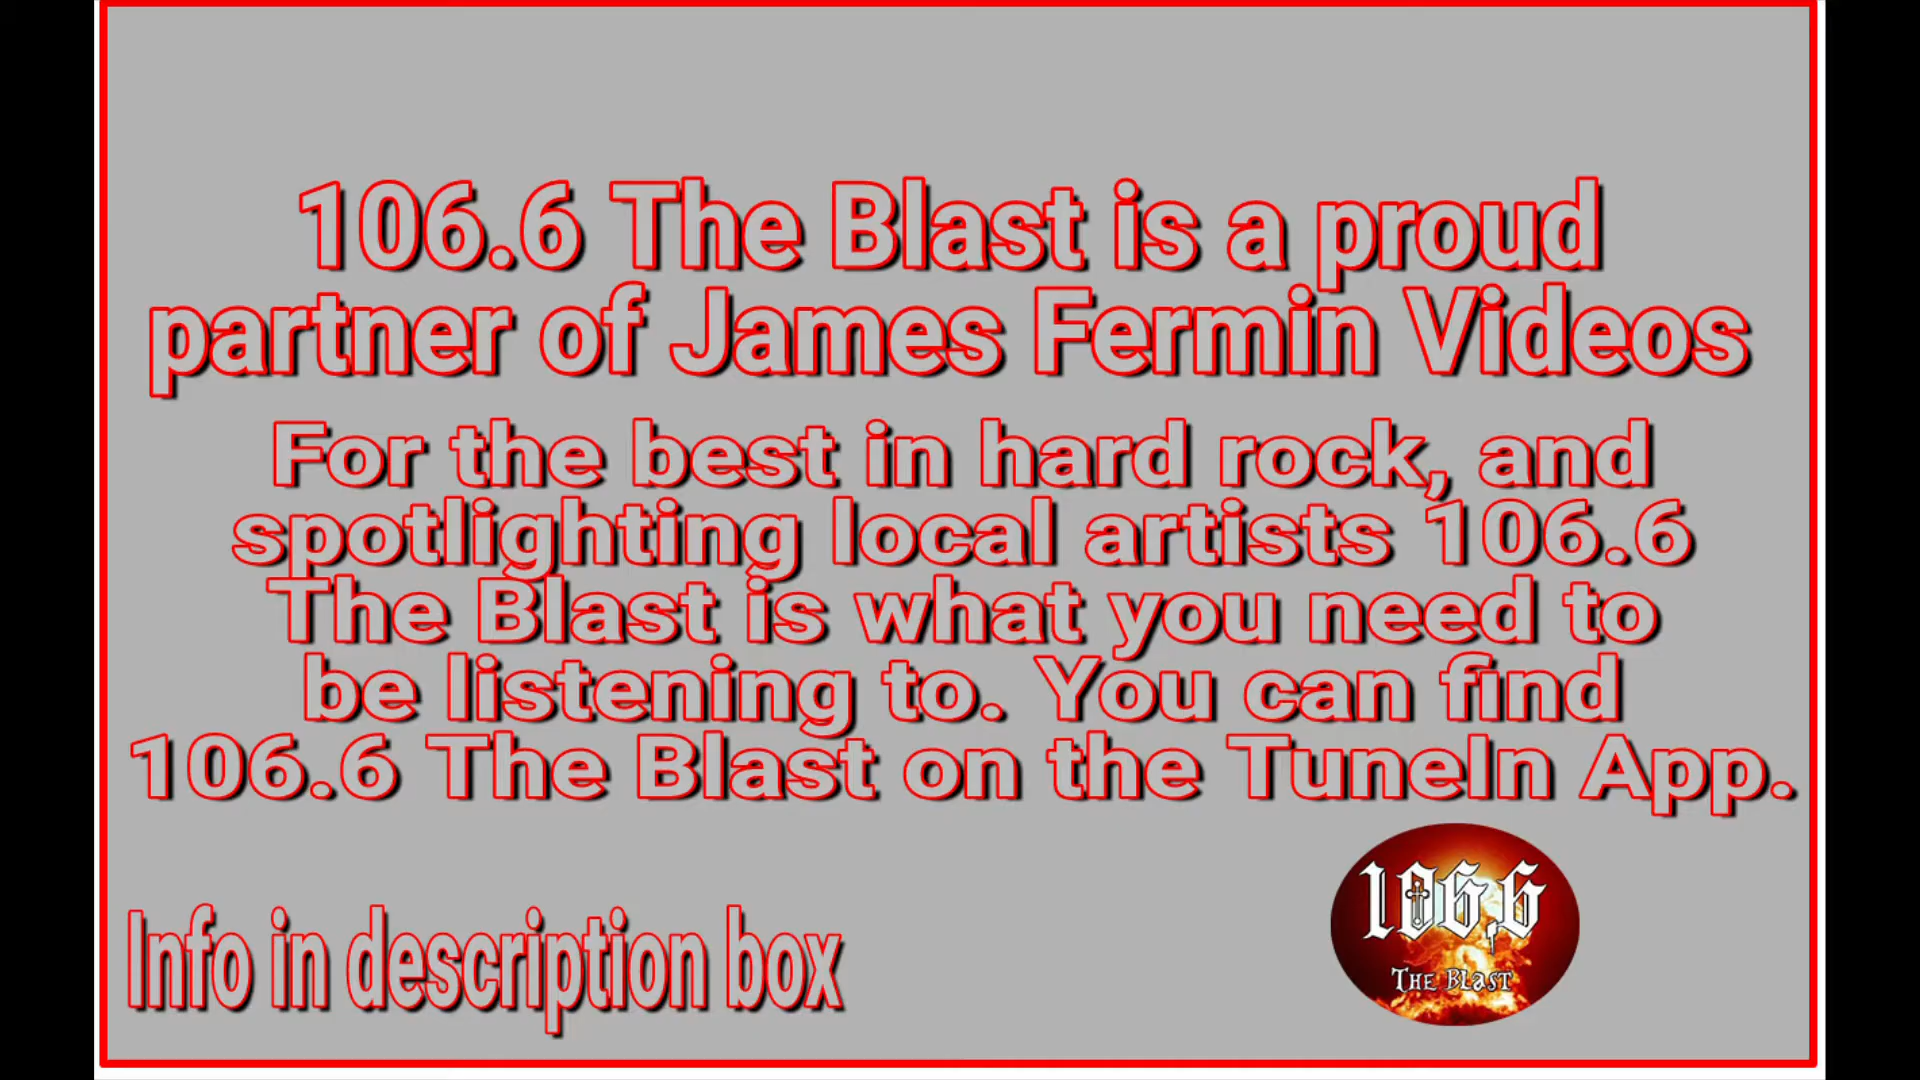 106.6 The Blast is a proud
partner of James Fermin Videos
For the best in hard rock, and
spotlighting local artists 106.6
The Blast is what you need to
be listening to. You can find
106.6 The Blast on the TuneIn App.
Info in description box
106.6
THE BLAST